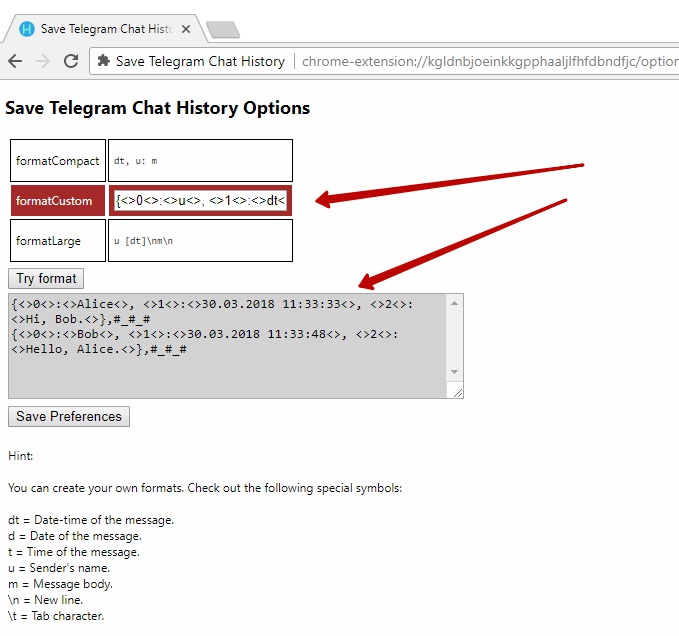 Save Telegram Chat Histo
Save Telegram Chat History chrome-extension://kgldnbjoeinkkgpphaaljlfhfdbndfjc/option
Save Telegram Chat History Options
formatCompact dt, u: m
formatCustom {<>0<>:<>u<>, <>1<>:<>dt<
formatLarge u [dt]\nm\n
Try format
{<>0<>:<>Alice<>, <>1<>:<>30.03.2018 11:33:33<>, <>2<>:
<>Hi, Bob.<>},#_#_#
{<>0<>:<>Bob<>, <>1<>:<>30.03.2018 11:33:48<>, <>2<>:
<>Hello, Alice.<>},#_#_#
Save Preferences
Hint:
You can create your own formats. Check out the following special symbols:
dt = Date-time of the message.
d = Date of the message.
t = Time of the message.
u = Sender's name.
m = Message body.
\n = New line.
\t = Tab character.